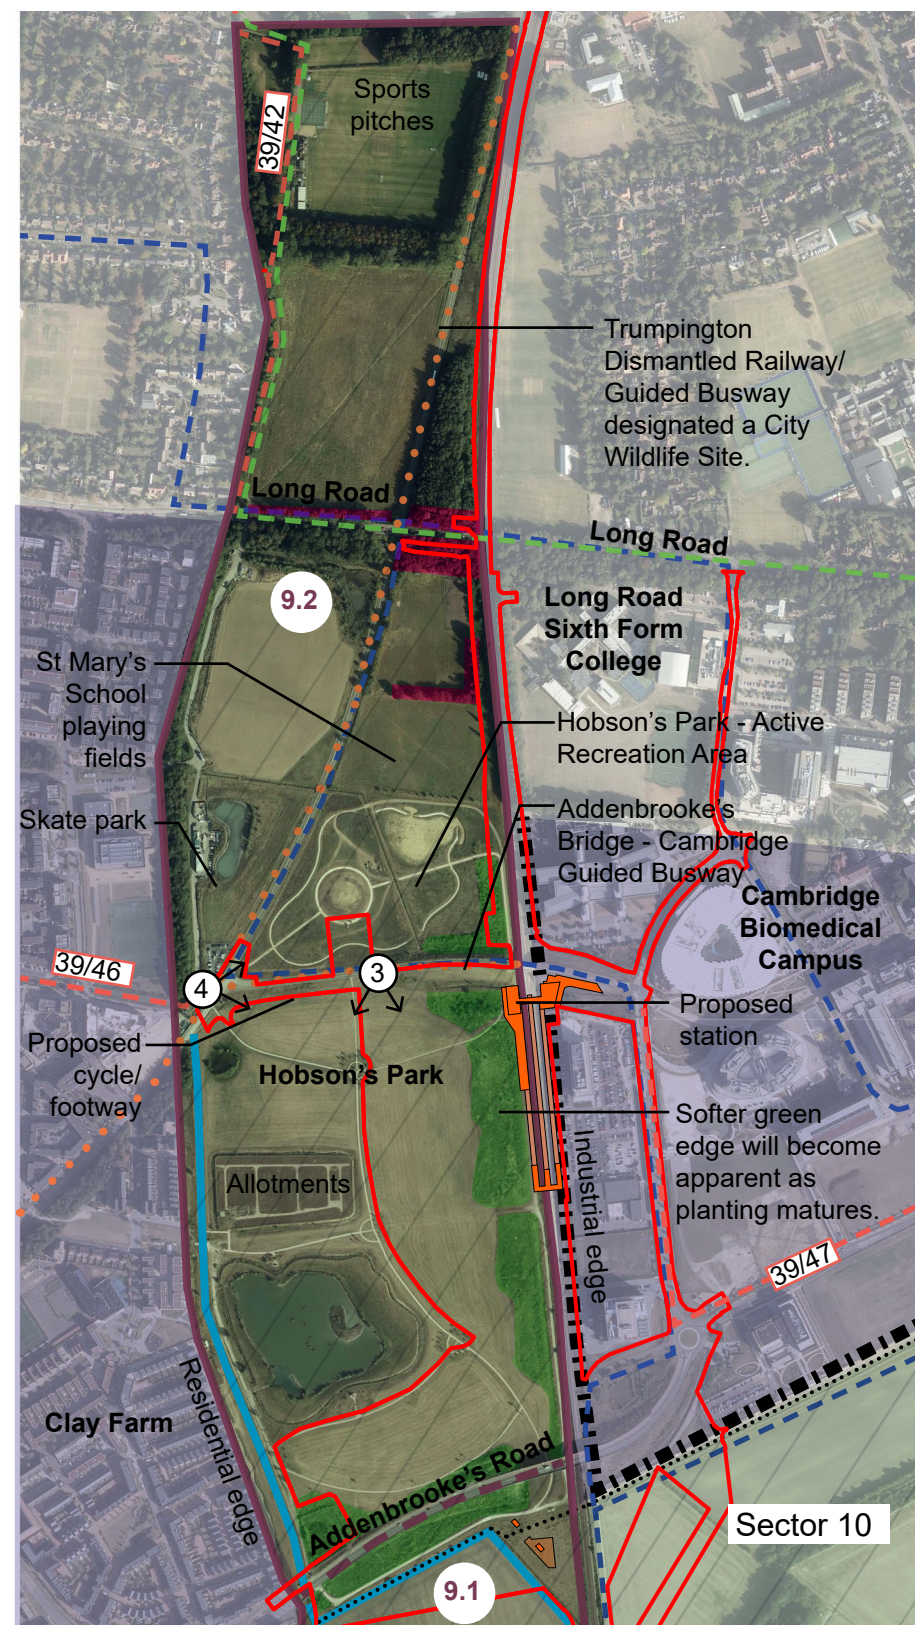 Sports
pitches
39/42
Trumpington
Dismantled Railway/
Guided Busway
designated a City
Wildlife Site.
Long Road
Long Road
9.2
Long Road
Sixth Form
College
St Mary's
School
playing
fields
Hobson's Park - Active
Recreation Area
Skate park
Addenbrooke's
Bridge - Cambridge
Guided Busway
Cambridge
Biomedical
Campus
39/46
4
3
Proposed
station
Proposed
cycle/
footway
Hobson's Park
Softer green
edge will become
apparent as
planting matures.
Industrial edge
Allotments
39/47
Residential edge
Clay Farm
Addenbrooke's Road
Sector 10
9.1